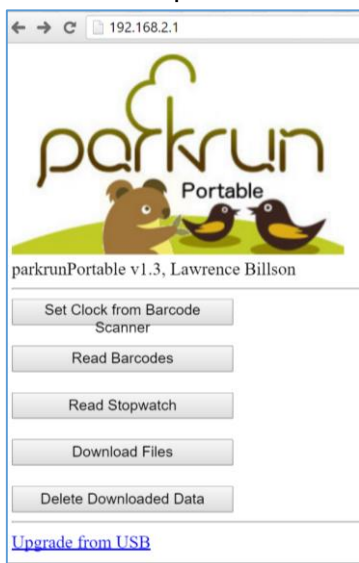 192.168.2.1
parkrun
Portable
parkrunPortable v1.3, Lawrence Billson
Set Clock from Barcode
Scanner
Read Barcodes
Read Stopwatch
Download Files
Delete Downloaded Data
Upgrade from USB